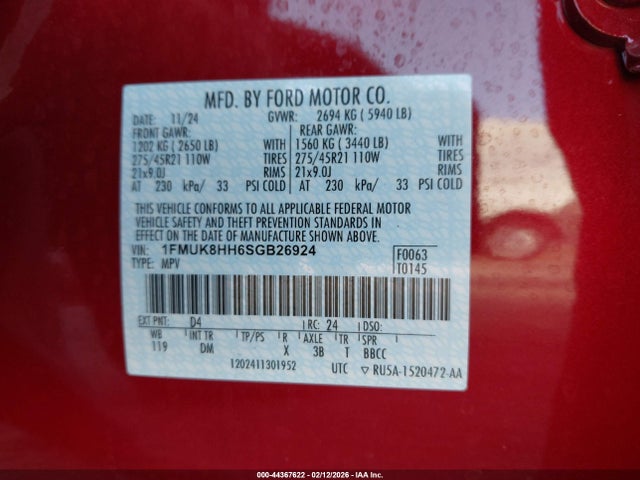 MFD. BY FORD MOTOR CO.
DATE: 11/24 GVWR: 2694 KG ( 5940 LB)
FRONT GAWR: REAR GAWR:
1202 KG ( 2650 LB) WITH 1560 KG ( 3440 LB) WITH
275/45R21 110W TIRES 275/45R21 110W TIRES
21x9.0J RIMS 21x9.0J RIMS
AT 230 kPa/ 33 PSI COLD AT 230 kPa/ 33 PSI COLD
THIS VEHICLE CONFORMS TO ALL APPLICABLE FEDERAL MOTOR
VEHICLE SAFETY AND THEFT PREVENTION STANDARDS IN
EFFECT ON THE DATE OF MANUFACTURE SHOWN ABOVE.
VIN: 1FMUK8HH6SGB26924 F0063
TYPE: MPV T0145
EXT PNT: D4 RC: 24 DSO:
WB INT TR TP/PS R AXLE TR SPR
119 DM X 3B T BBCC
1202411301952 UTC ▽ RU5A-1520472-AA
000-44367622 - 02/12/2026 - IAA Inc.